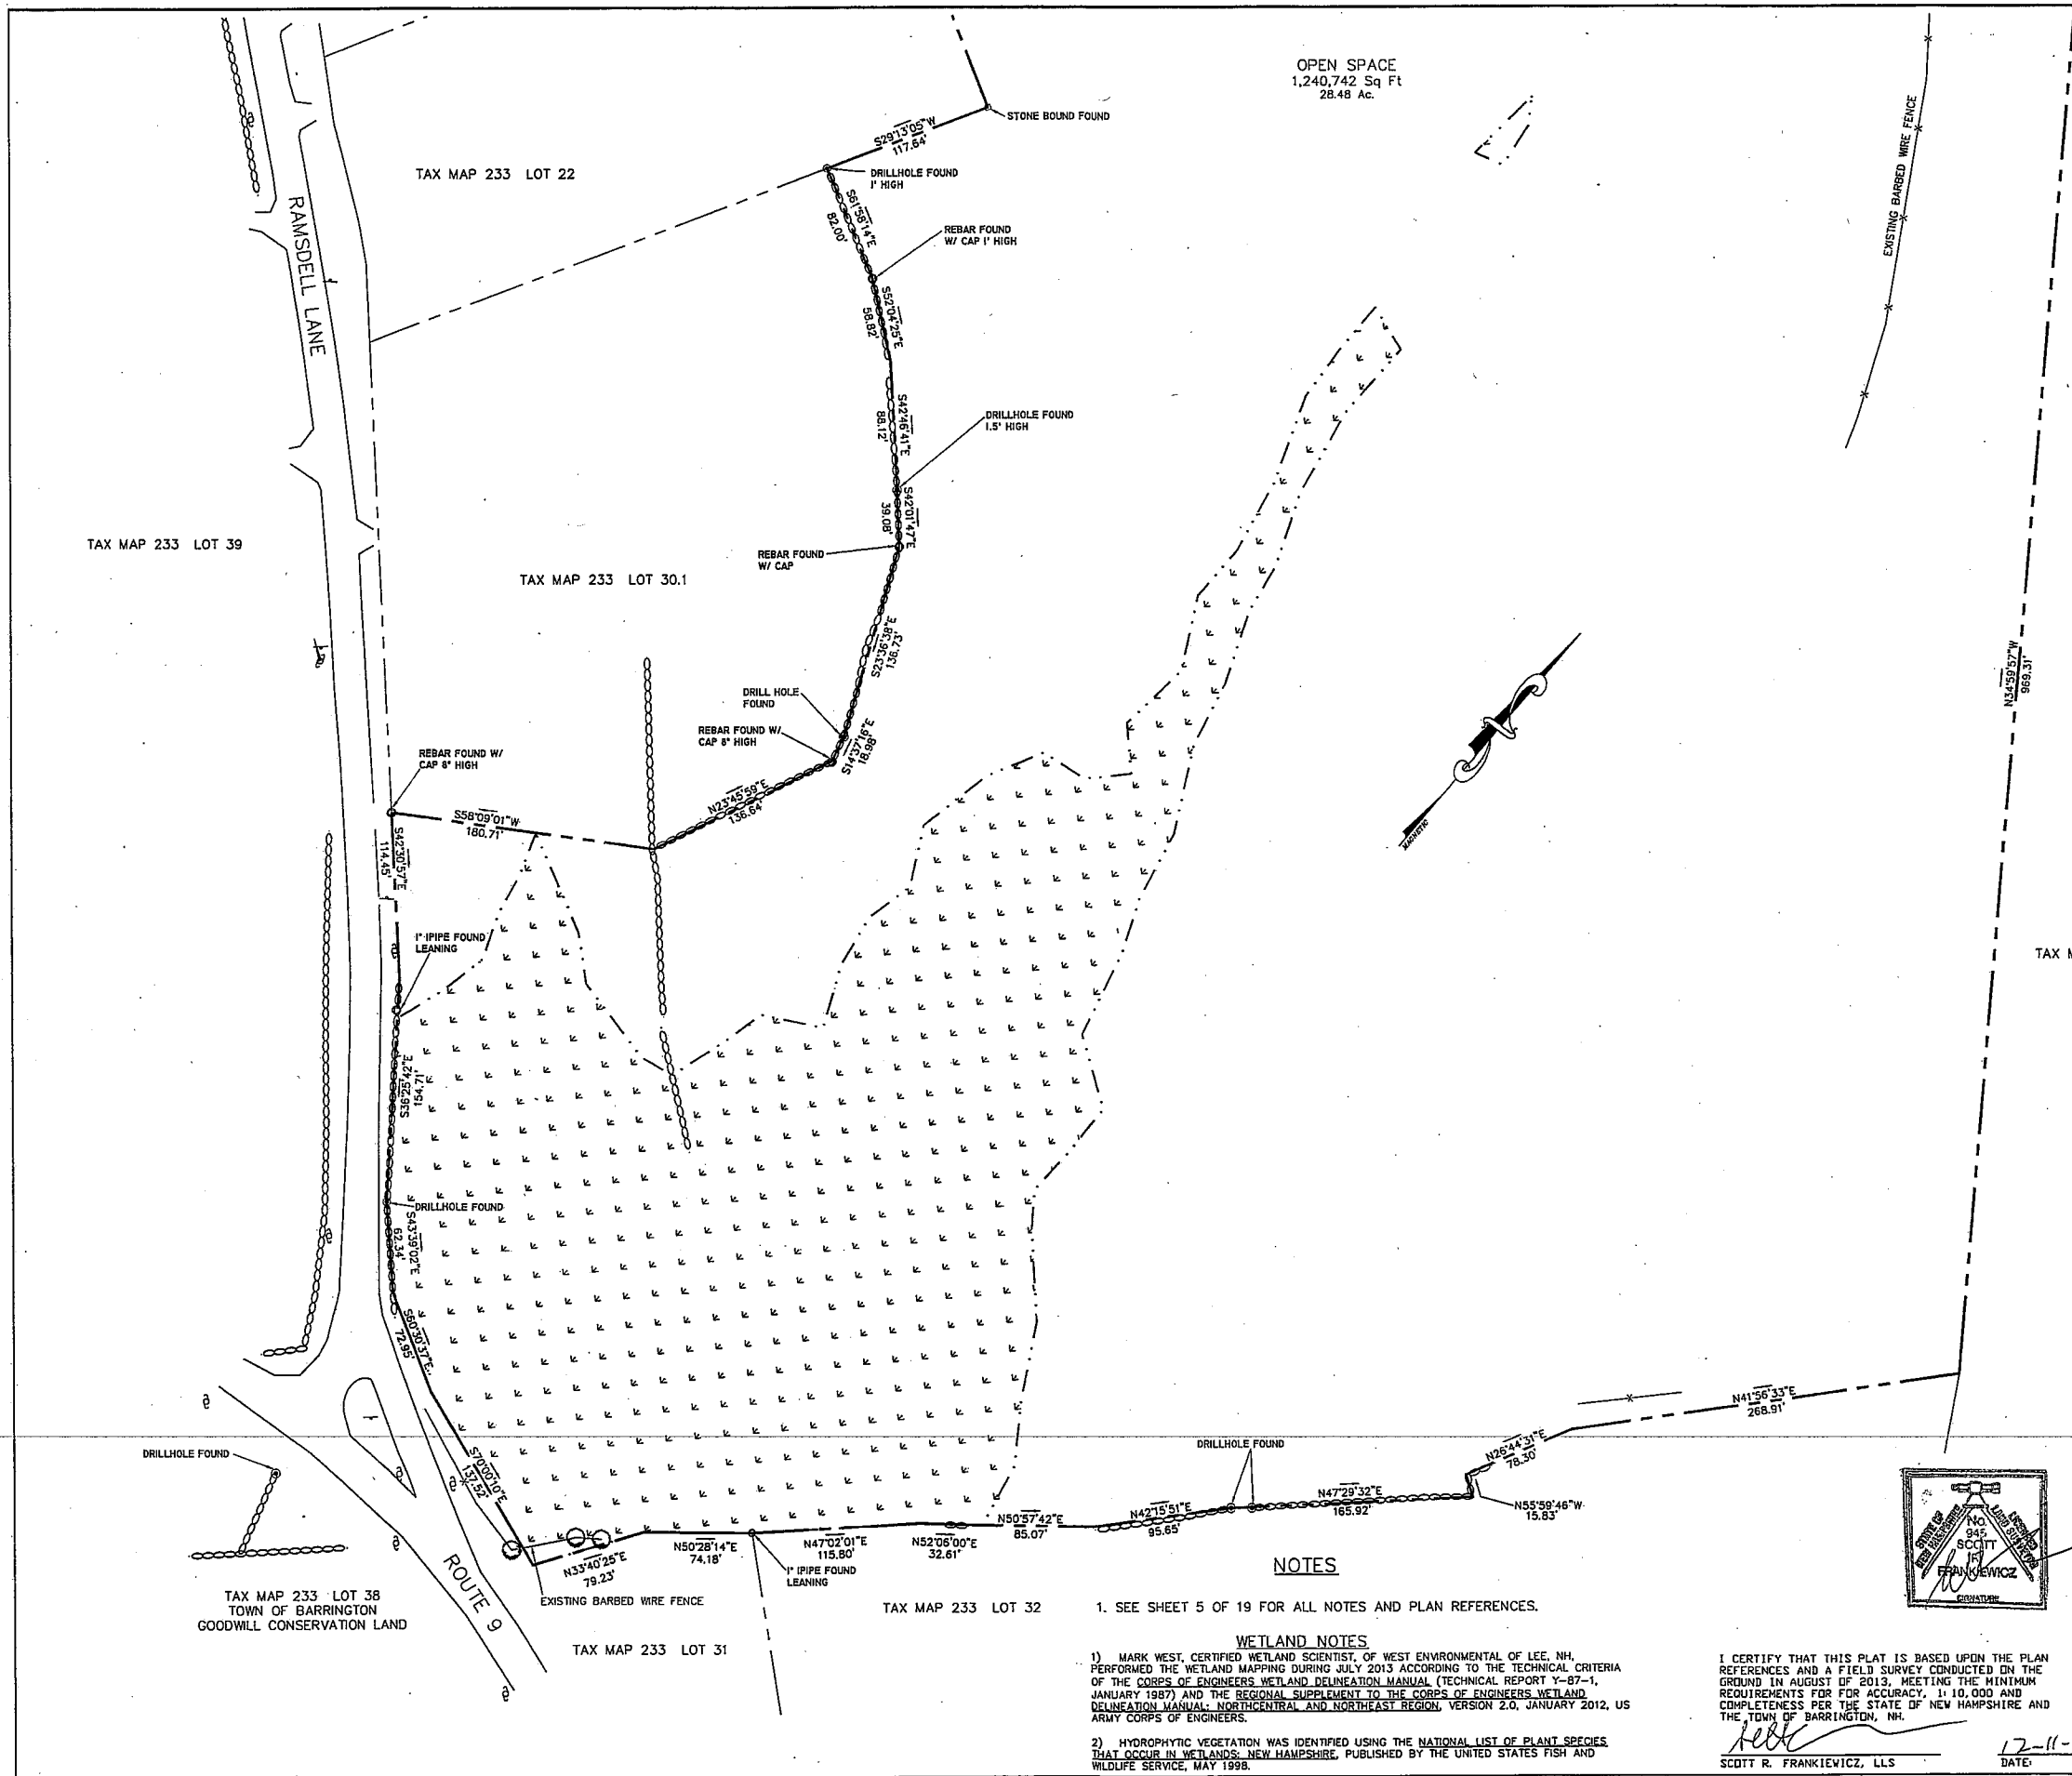 OPEN SPACE
1,240,742 Sq Ft
28.48 Ac.
STONE BOUND FOUND
S29°13'05"W
117.64'
DRILLHOLE FOUND
1' HIGH
TAX MAP 233 LOT 22
EXISTING BARBED WIRE FENCE
RAMSDELL LANE
S61°58'14"E
82.00'
REBAR FOUND
W/ CAP 1' HIGH
S52°04'25"E
58.82'
S42°46'41"E
88.12'
DRILLHOLE FOUND
1.5' HIGH
S42°01'47"E
39.08'
TAX MAP 233 LOT 39
REBAR FOUND
W/ CAP
TAX MAP 233 LOT 30.1
S23°36'38"E
136.73'
N34°59'57"W
969.31'
DRILL HOLE
FOUND
REBAR FOUND W/
CAP 8" HIGH
S14°37'16"E
18.98'
REBAR FOUND W/
CAP 8" HIGH
N23°45'59"E
136.64'
S58°09'01"W
180.71'
MAGNETIC
S42°30'57"E
114.45'
1" IPIPE FOUND
LEANING
TAX M
S36°25'42"E
154.71'
DRILLHOLE FOUND
S43°39'02"E
62.34'
S60°30'37"E
72.95'
N41°56'33"E
268.91'
DRILLHOLE FOUND
S70°00'10"E
137.52'
DRILLHOLE FOUND
N26°44'31"E
78.30'
N47°29'32"E
165.92'
N55°59'46"W
15.83'
N42°15'51"E
95.65'
N50°57'42"E
85.07'
N52°06'00"E
32.61'
N47°02'01"E
115.80'
N50°28'14"E
74.18'
N33°40'25"E
79.23'
1" IPIPE FOUND
LEANING
EXISTING BARBED WIRE FENCE
ROUTE 9
TAX MAP 233 LOT 38
TOWN OF BARRINGTON
GOODWILL CONSERVATION LAND
TAX MAP 233 LOT 31
TAX MAP 233 LOT 32
STATE OF
NEW HAMPSHIRE
LICENSED
LAND SURVEYOR
No.
945
SCOTT
R.
FRANKIEWICZ
SIGNATURE
NOTES
1. SEE SHEET 5 OF 19 FOR ALL NOTES AND PLAN REFERENCES.
WETLAND NOTES
1) MARK WEST, CERTIFIED WETLAND SCIENTIST, OF WEST ENVIRONMENTAL OF LEE, NH,
PERFORMED THE WETLAND MAPPING DURING JULY 2013 ACCORDING TO THE TECHNICAL CRITERIA
OF THE CORPS OF ENGINEERS WETLAND DELINEATION MANUAL (TECHNICAL REPORT Y-87-1,
JANUARY 1987) AND THE REGIONAL SUPPLEMENT TO THE CORPS OF ENGINEERS WETLAND
DELINEATION MANUAL: NORTHCENTRAL AND NORTHEAST REGION, VERSION 2.0, JANUARY 2012, US
ARMY CORPS OF ENGINEERS.
2) HYDROPHYTIC VEGETATION WAS IDENTIFIED USING THE NATIONAL LIST OF PLANT SPECIES
THAT OCCUR IN WETLANDS: NEW HAMPSHIRE, PUBLISHED BY THE UNITED STATES FISH AND
WILDLIFE SERVICE, MAY 1998.
I CERTIFY THAT THIS PLAT IS BASED UPON THE PLAN
REFERENCES AND A FIELD SURVEY CONDUCTED ON THE
GROUND IN AUGUST OF 2013, MEETING THE MINIMUM
REQUIREMENTS FOR FOR ACCURACY, 1: 10,000 AND
COMPLETENESS PER THE STATE OF NEW HAMPSHIRE AND
THE TOWN OF BARRINGTON, NH.
SCOTT R. FRANKIEWICZ, LLS
12-11-
DATE: